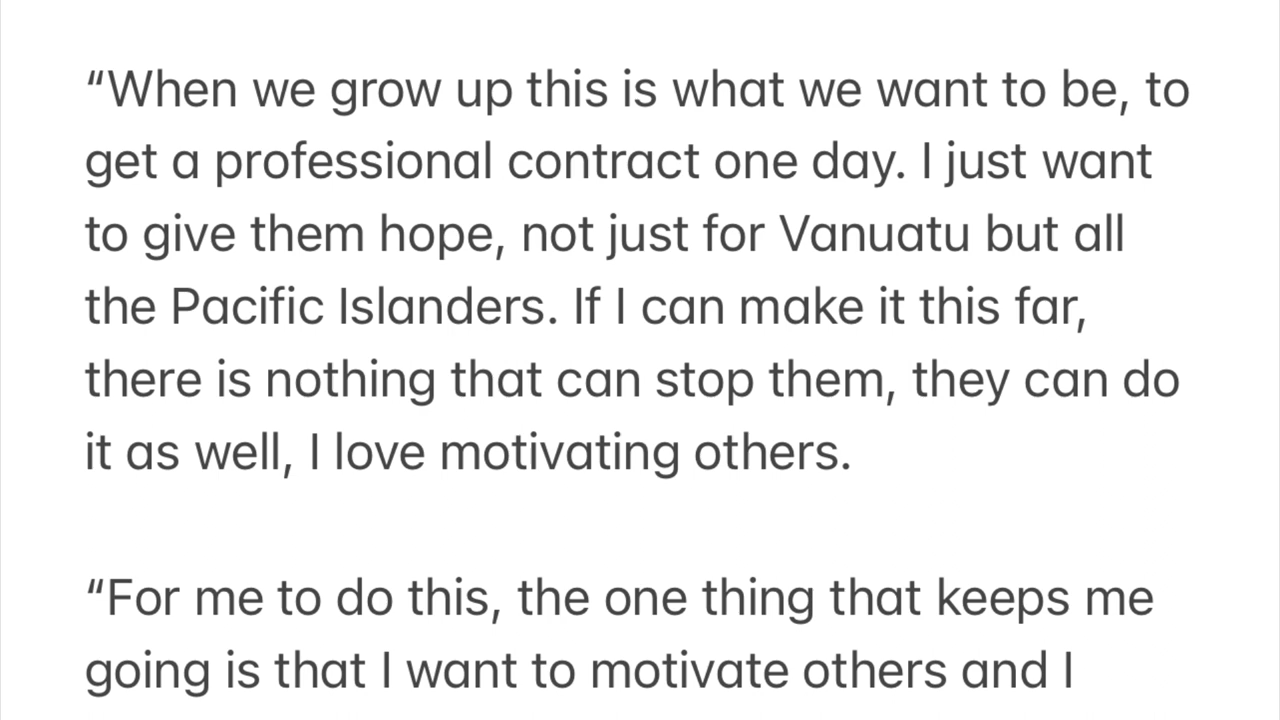 “When we grow up this is what we want to be, to
get a professional contract one day. I just want
to give them hope, not just for Vanuatu but all
the Pacific Islanders. If I can make it this far,
there is nothing that can stop them, they can do
it as well, I love motivating others.
“For me to do this, the one thing that keeps me
going is that I want to motivate others and I